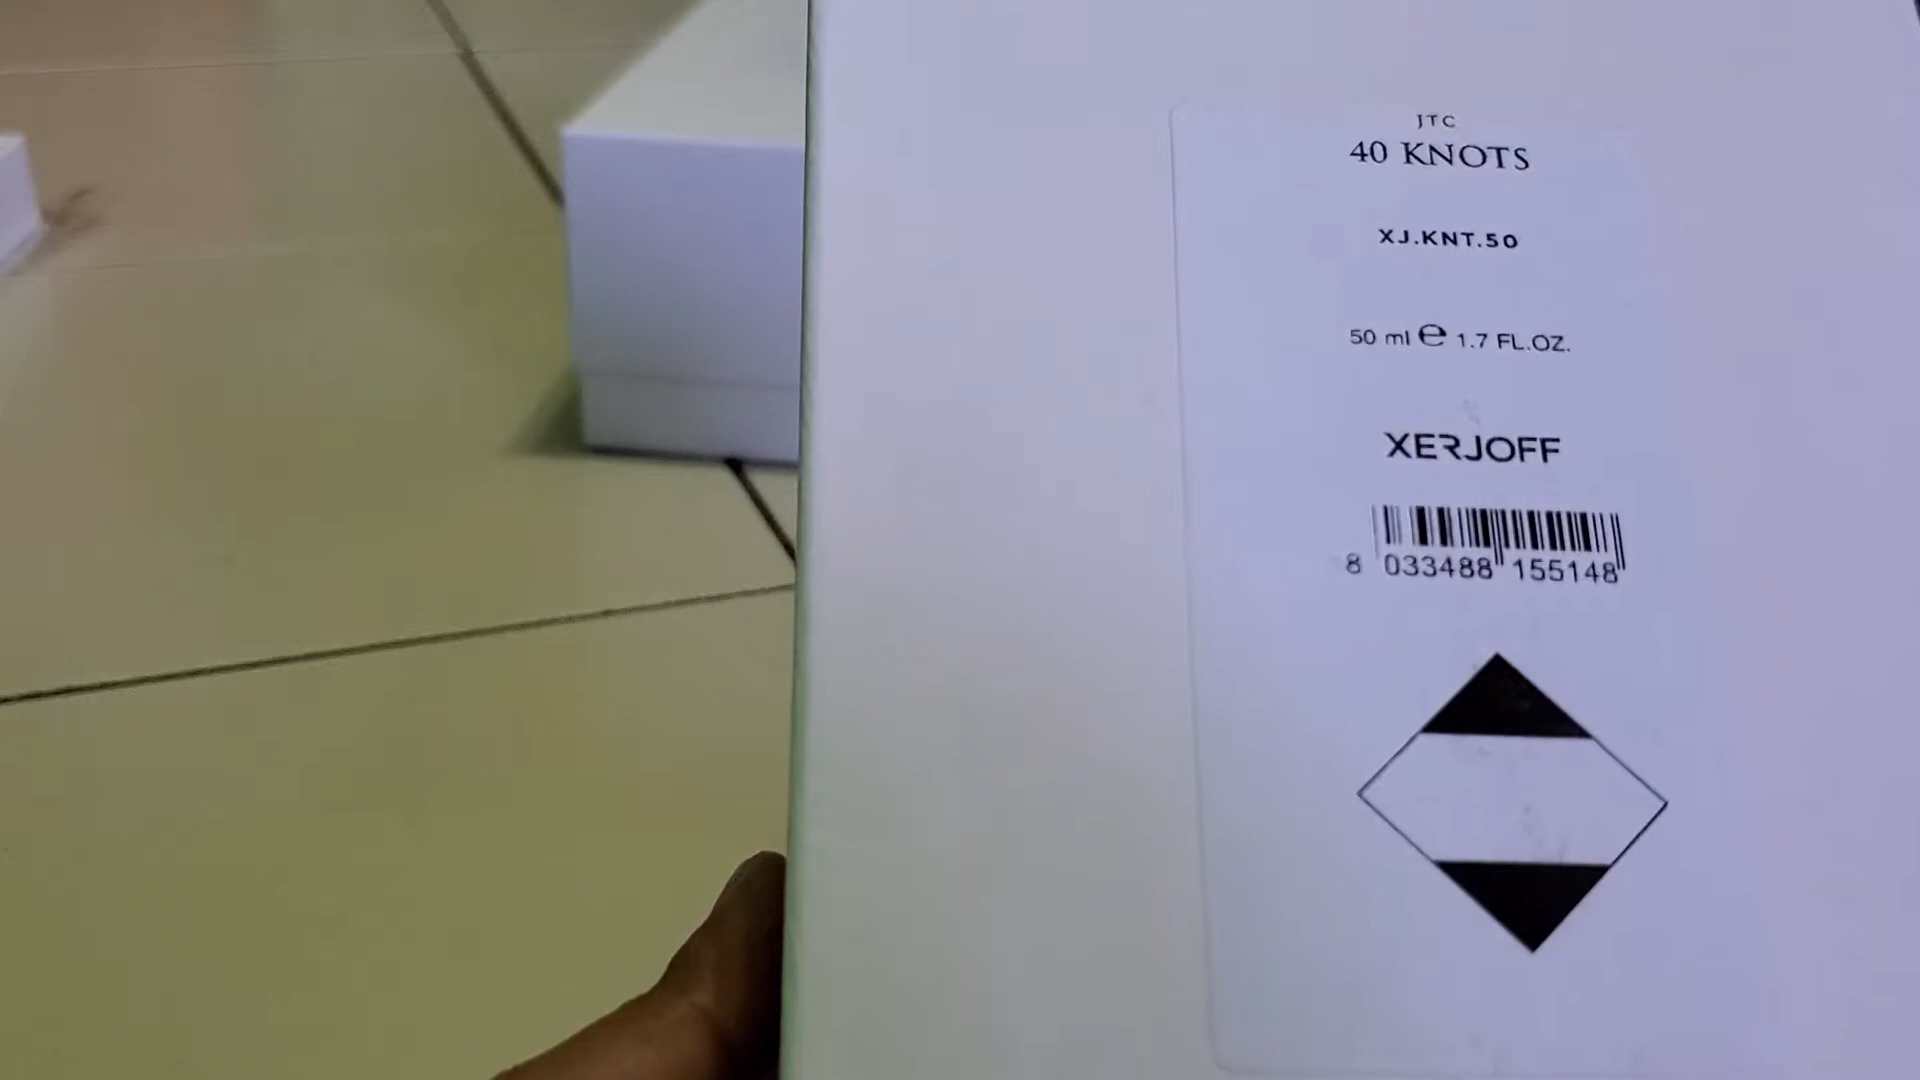 JTC
40 KNOTS
XJ.KNT.50
50 ml ℮ 1.7 FL.OZ.
XERJOFF
8 033488 155148